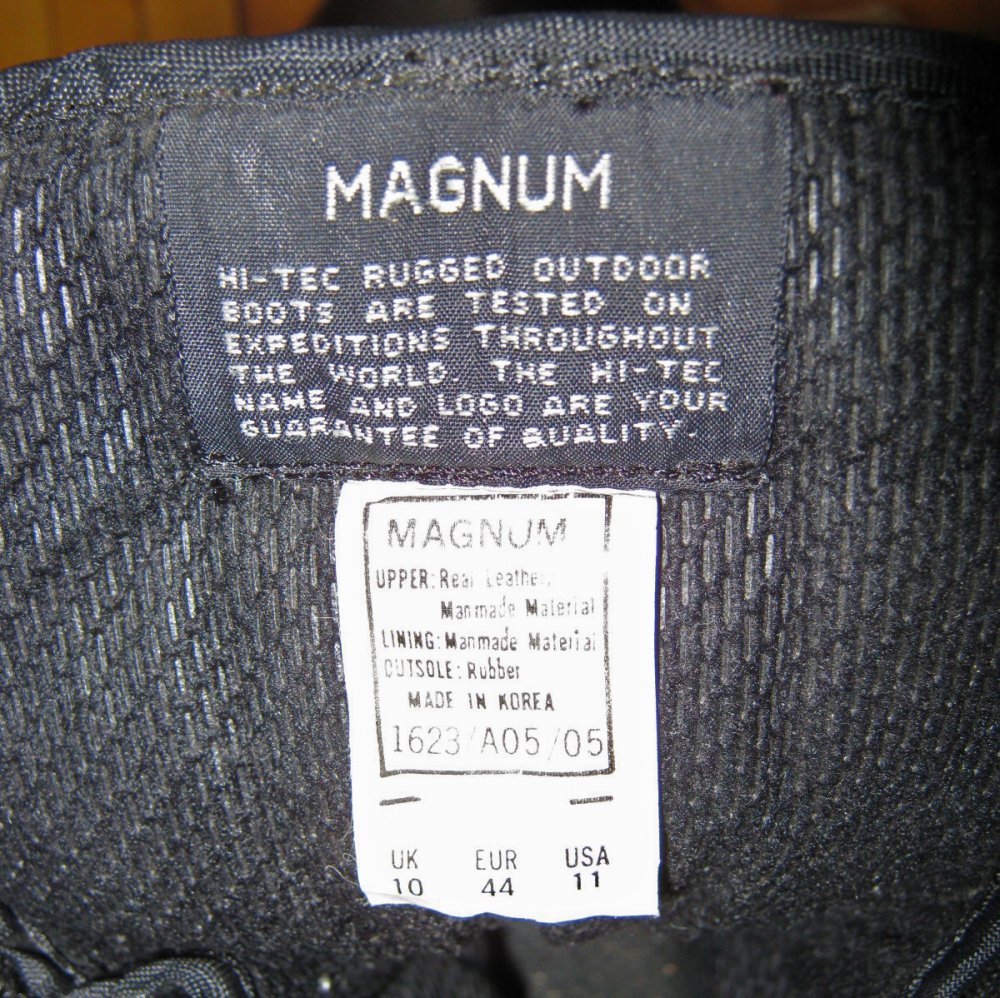 MAGNUM
HI-TEC RUGGED OUTDOOR
BOOTS ARE TESTED ON
EXPEDITIONS THROUGHOUT
THE WORLD. THE HI-TEC
NAME AND LOGO ARE YOUR
GUARANTEE OF QUALITY.
MAGNUM
UPPER: Real Leather,
Manmade Material
LINING: Manmade Material
OUTSOLE: Rubber
MADE IN KOREA
1623/A05/05
UK EUR USA
10 44 11